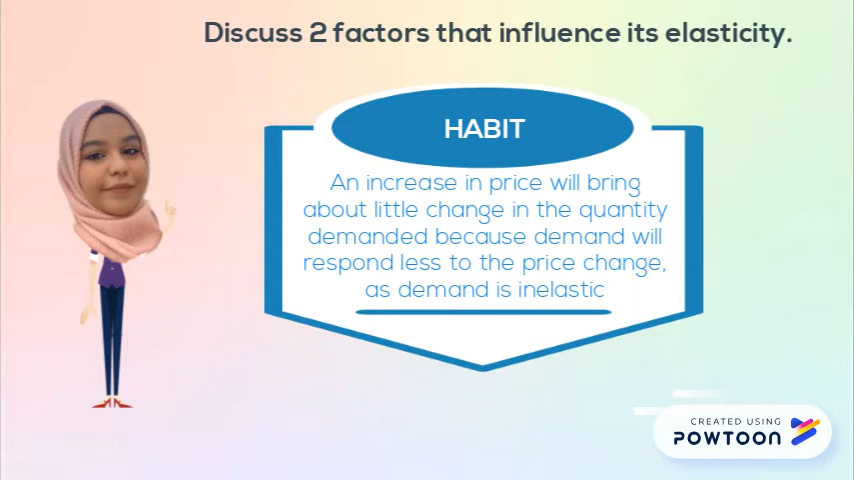 Discuss 2 factors that influence its elasticity.
HABIT
An increase in price will bring
about little change in the quantity
demanded because demand will
respond less to the price change,
as demand is inelastic
CREATED USING
POWTOON